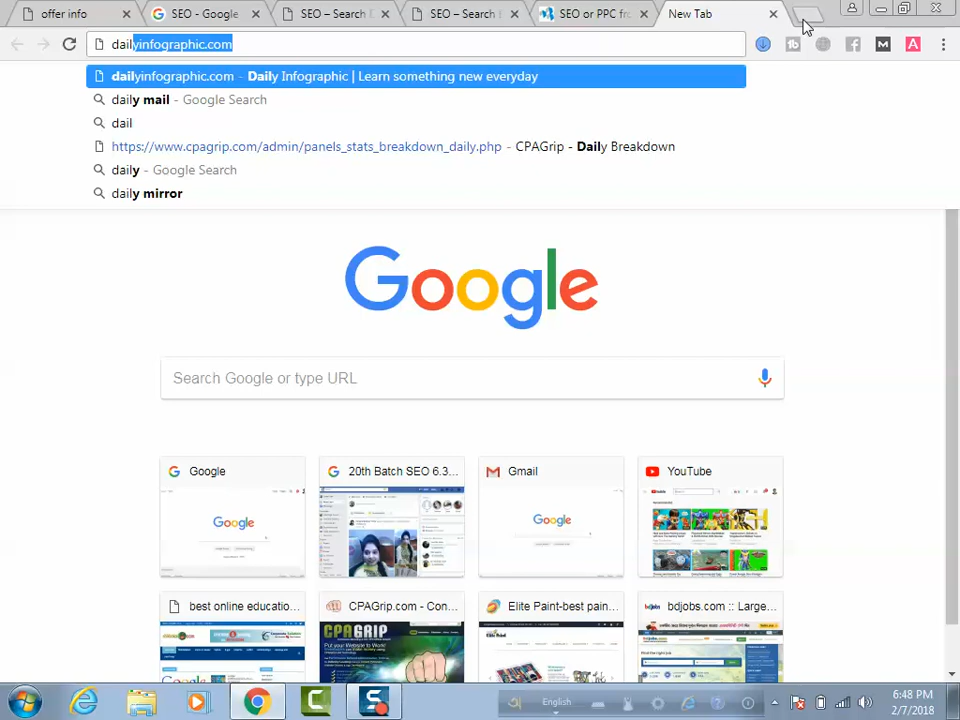 offer info
SEO - Google
SEO – Search
SEO – Search
SEO or PPC fr
New Tab
dailyinfographic.com
dailyinfographic.com - Daily Infographic | Learn something new everyday
daily mail - Google Search
dail
https://www.cpagrip.com/admin/panels_stats_breakdown_daily.php - CPAGrip - Daily Breakdown
daily - Google Search
daily mirror
Google
Search Google or type URL
Google
20th Batch SEO 6.3...
Gmail
YouTube
Google
Google
best online educatio...
CPAGrip.com - Con...
Elite Paint-best pain...
bdjobs.com :: Large...
CPAGRIP
English
6:48 PM
2/7/2018